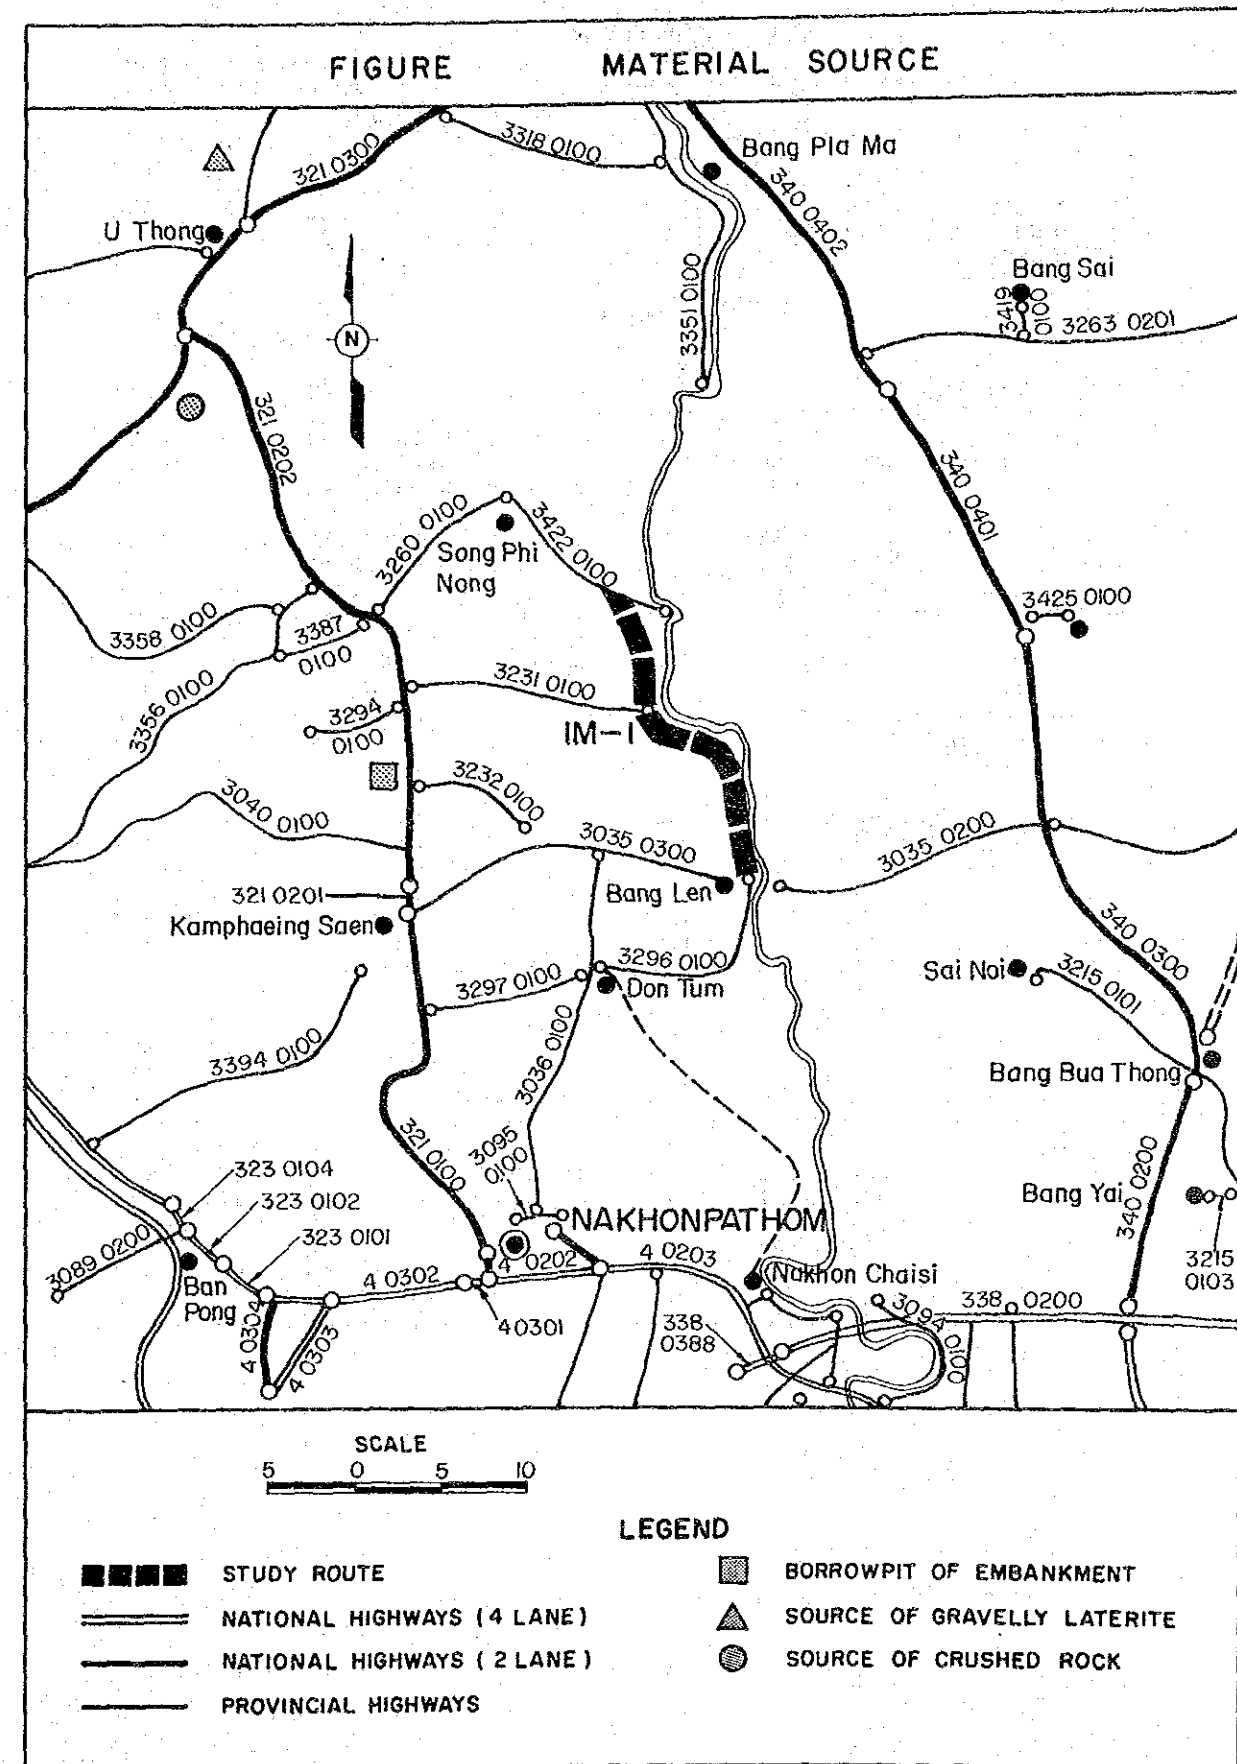 FIGURE MATERIAL SOURCE
321 0300
3318 0100
Bang Pla Ma
340 0402
U Thong
N
3351 0100
Bang Sai
3419
0100
3263 0201
321 0202
340 0401
3260 0100
Song Phi
Nong
3422 0100
3425 0100
3358 0100
3387
0100
3356 0100
3231 0100
3294
0100
IM-1
3232 0100
3040 0100
3035 0300
3035 0200
321 0201
Bang Len
Kamphaeing Saen
340 0300
3297 0100
3296 0100
Don Tum
Sai Noi
3215 0101
3394 0100
3036 0100
Bang Bua Thong
321 0100
3095
0100
340 0200
323 0104
323 0102
323 0101
3089 0200
NAKHONPATHOM
Bang Yai
3215
0103
Ban
Pong
4 0302
4 0202
4 0203
Nakhon Chaisi
4 0304
4 0303
4 0301
338
0388
3094 0100
338 0200
SCALE
5 0 5 10
LEGEND
STUDY ROUTE
NATIONAL HIGHWAYS (4 LANE)
NATIONAL HIGHWAYS (2 LANE)
PROVINCIAL HIGHWAYS
BORROWPIT OF EMBANKMENT
SOURCE OF GRAVELLY LATERITE
SOURCE OF CRUSHED ROCK